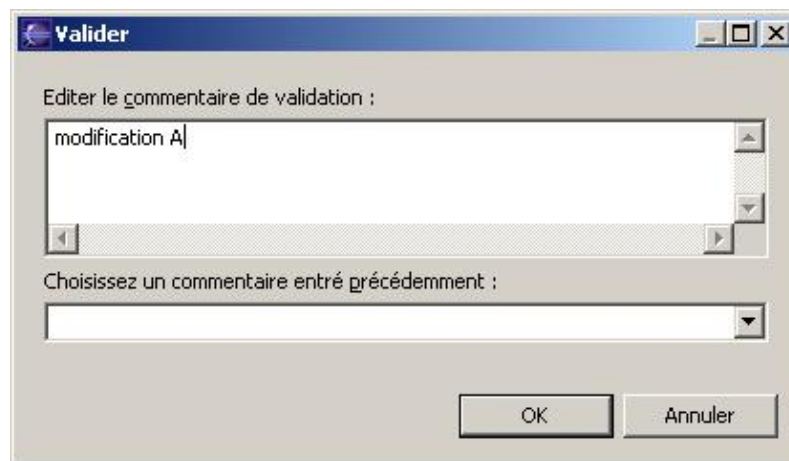 Valider
Editer le commentaire de validation :
modification A
Choisissez un commentaire entré précédemment :
OK Annuler